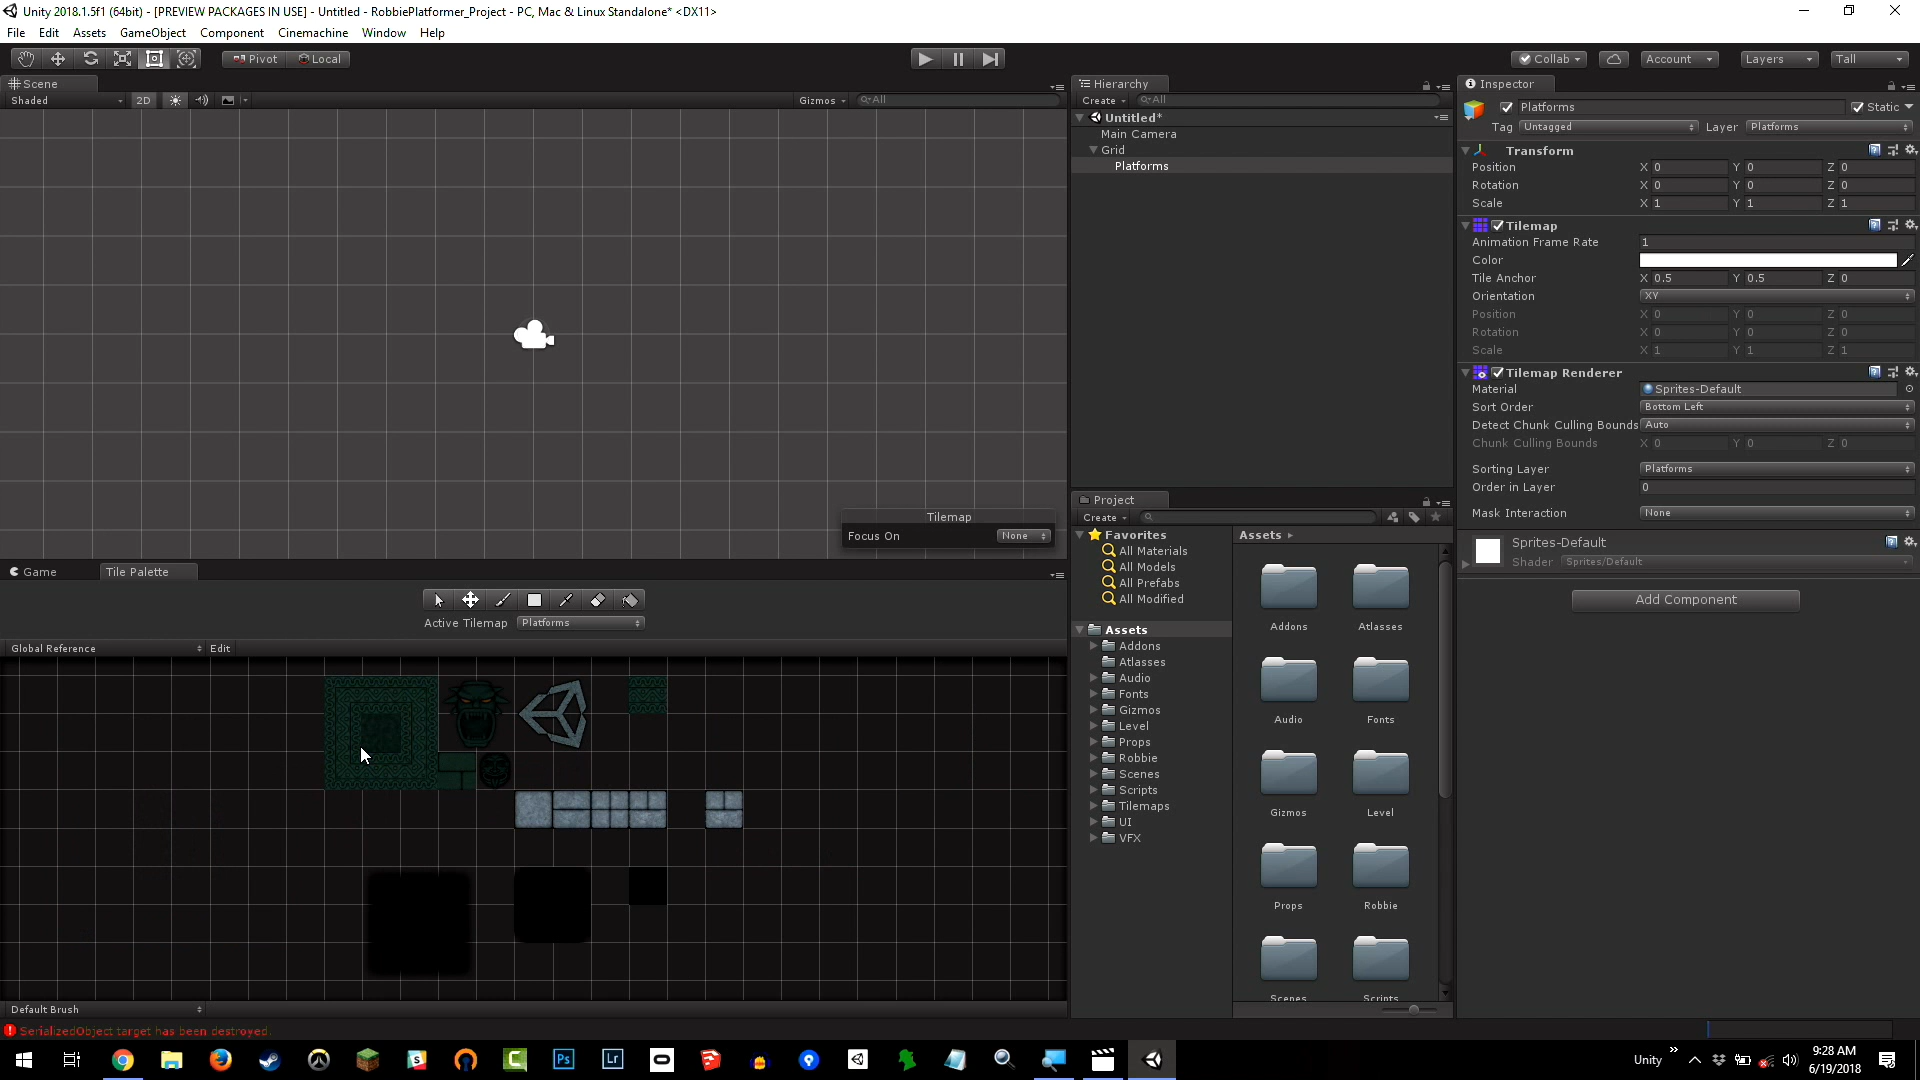 Unity 2018.1.5f1 (64bit) - [PREVIEW PACKAGES IN USE] - Untitled - RobbiePlatformer_Project - PC, Mac & Linux Standalone* <DX11>
File Edit Assets GameObject Component Cinemachine Window Help
Pivot Local Collab Account Layers Tall
Scene
Shaded 2D Gizmos All
Tilemap
Focus On None
Game Tile Palette
Active Tilemap Platforms
Global Reference Edit
Default Brush
SerializedObject target has been destroyed.
Hierarchy
Create All
Untitled*
Main Camera
Grid
Platforms
Project
Create
Favorites
All Materials
All Models
All Prefabs
All Modified
Assets
Addons
Atlasses
Audio
Fonts
Gizmos
Level
Props
Robbie
Scenes
Scripts
Tilemaps
UI
VFX
Assets
Addons Atlasses
Audio Fonts
Gizmos Level
Props Robbie
Scenes Scripts
Inspector
Platforms Static
Tag Untagged Layer Platforms
Transform
Position X 0 Y 0 Z 0
Rotation X 0 Y 0 Z 0
Scale X 1 Y 1 Z 1
Tilemap
Animation Frame Rate 1
Color
Tile Anchor X 0.5 Y 0.5 Z 0
Orientation XY
Position X 0 Y 0 Z 0
Rotation X 0 Y 0 Z 0
Scale X 1 Y 1 Z 1
Tilemap Renderer
Material Sprites-Default
Sort Order Bottom Left
Detect Chunk Culling Bounds Auto
Chunk Culling Bounds X 0 Y 0 Z 0
Sorting Layer Platforms
Order in Layer 0
Mask Interaction None
Sprites-Default
Shader Sprites/Default
Add Component
Ps Lr
Unity
9:28 AM
6/19/2018